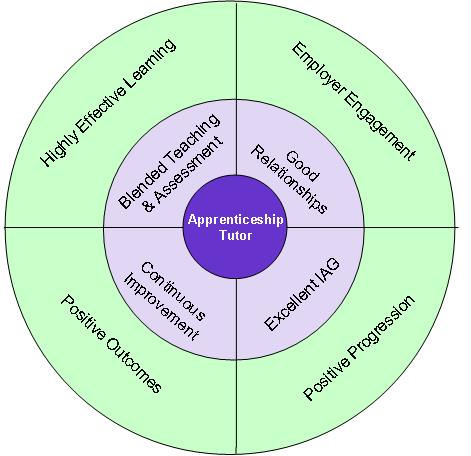 Highly Effective Learning
Employer Engagement
Blended Teaching
& Assessment
Good
Relationships
Apprenticeship
Tutor
Continuous
Improvement
Excellent IAG
Positive Outcomes
Positive Progression